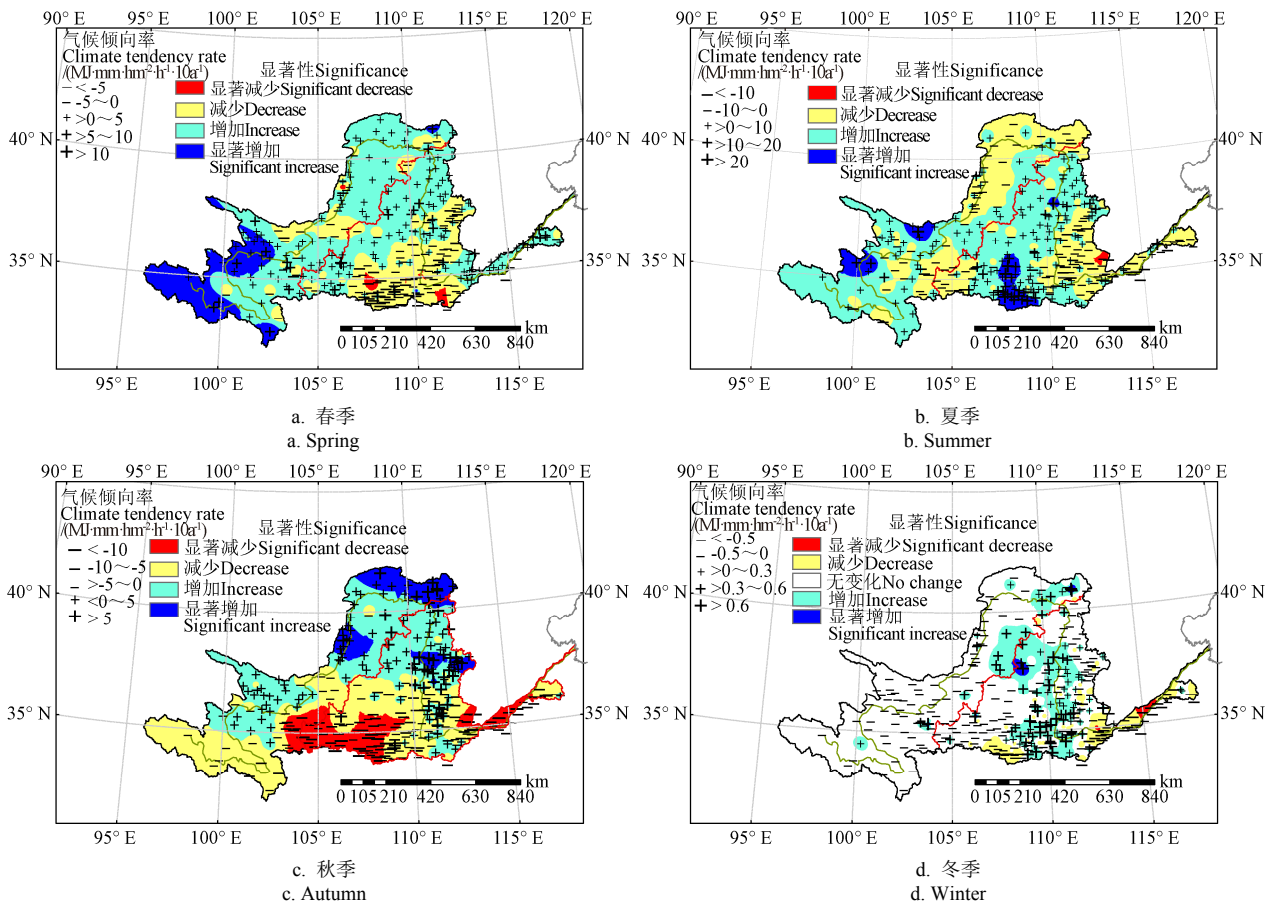 90° E 95° E 100° E 105° E 110° E 115° E 120° E
气候倾向率
Climate tendency rate
/(MJ·mm·hm⁻²·h⁻¹·10a⁻¹)
− < -5
− -5～0
+ >0～5
+ >5～10
+ > 10
显著性Significance
显著减少Significant decrease
减少Decrease
增加Increase
显著增加
Significant increase
40° N 40° N
35° N 35° N
km
0 105 210 420 630 840
95° E 100° E 105° E 110° E 115° E
a. 春季
a. Spring
90° E 95° E 100° E 105° E 110° E 115° E 120° E
气候倾向率
Climate tendency rate
/(MJ·mm·hm⁻²·h⁻¹·10a⁻¹)
− < -10
− -10～0
+ >0～10
+ >10～20
+ > 20
显著性Significance
显著减少Significant decrease
减少Decrease
增加Increase
显著增加
Significant increase
40° N 40° N
35° N 35° N
km
0 105 210 420 630 840
95° E 100° E 105° E 110° E 115° E
b. 夏季
b. Summer
90° E 95° E 100° E 105° E 110° E 115° E 120° E
气候倾向率
Climate tendency rate
/(MJ·mm·hm⁻²·h⁻¹·10a⁻¹)
− < -10
− -10～-5
− >-5～0
+ <0～5
+ > 5
显著性Significance
显著减少Significant decrease
减少Decrease
增加Increase
显著增加
Significant increase
40° N 40° N
35° N 35° N
km
0 105 210 420 630 840
95° E 100° E 105° E 110° E 115° E
c. 秋季
c. Autumn
90° E 95° E 100° E 105° E 110° E 115° E 120° E
气候倾向率
Climate tendency rate
/(MJ·mm·hm⁻²·h⁻¹·10a⁻¹)
− < -0.5
− -0.5～0
+ >0～0.3
+ >0.3～0.6
+ > 0.6
显著性Significance
显著减少Significant decrease
减少Decrease
无变化No change
增加Increase
显著增加
Significant increase
40° N 40° N
35° N 35° N
km
0 105 210 420 630 840
95° E 100° E 105° E 110° E 115° E
d. 冬季
d. Winter